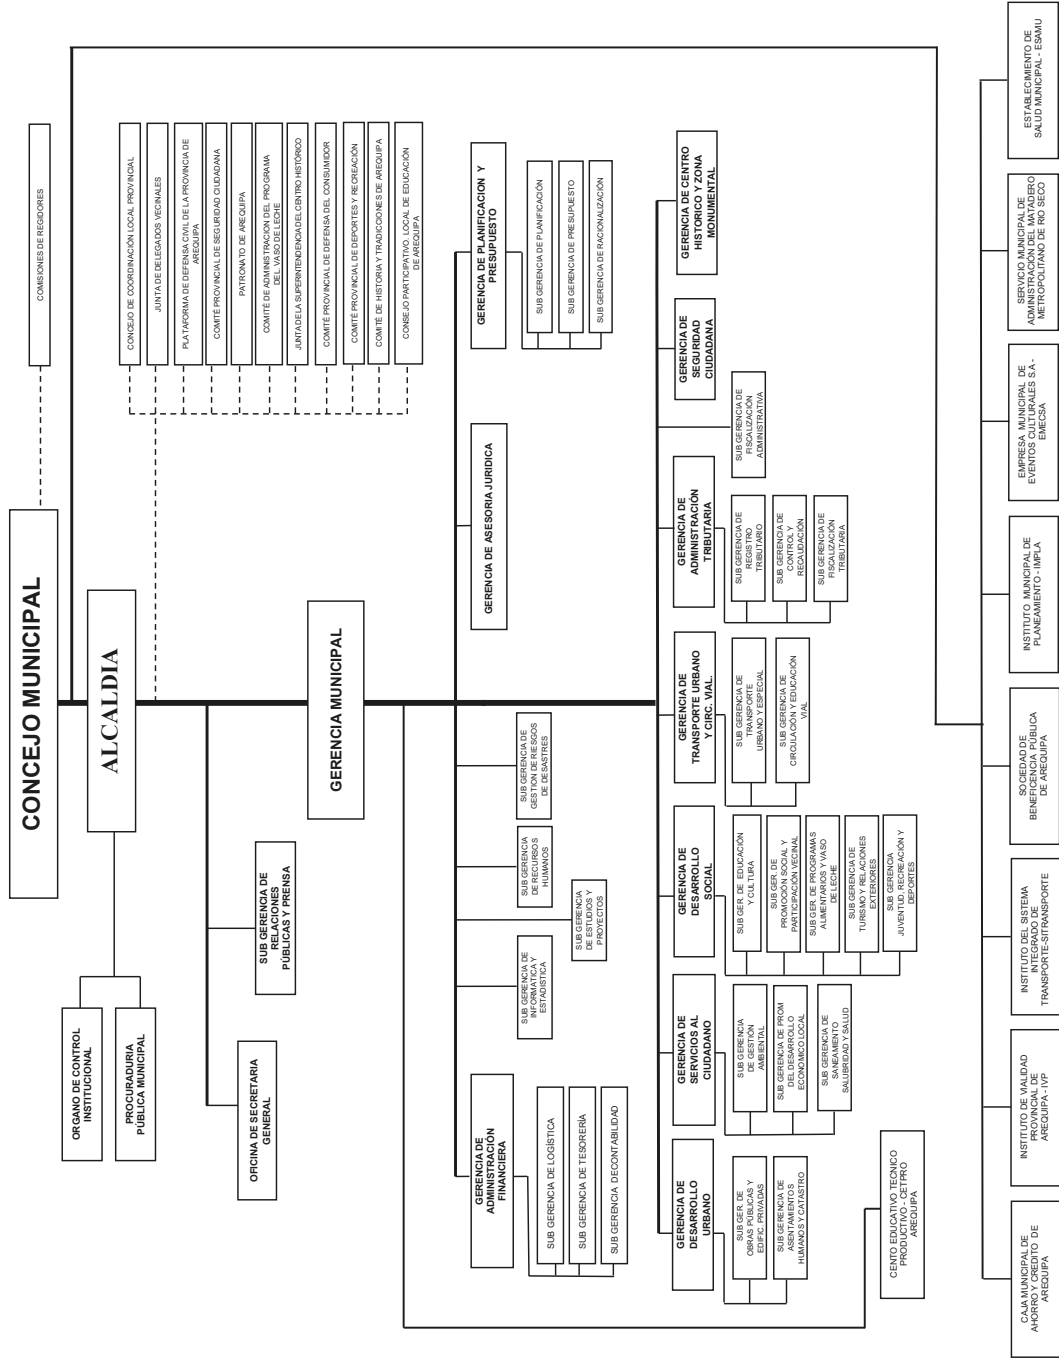 CONCEJO MUNICIPAL
COMISIONES DE REGIDORES
ALCALDIA
ORGANO DE CONTROL
INSTITUCIONAL
PROCURADURIA
PÚBLICA MUNICIPAL
CONCEJO DE COORDINACIÓN LOCAL PROVINCIAL
JUNTA DE DELEGADOS VECINALES
PLATAFORMA DE DEFENSA CIVIL DE LA PROVINCIA DE
AREQUIPA
COMITÉ PROVINCIAL DE SEGURIDAD CIUDADANA
PATRONATO DE AREQUIPA
COMITÉ DE ADMINISTRACION DEL PROGRAMA
DEL VASO DE LECHE
JUNTA DE LA SUPERINTENDENCIA DEL CENTRO HISTÓRICO
COMITÉ PROVINCIAL DE DEFENSA DEL CONSUMIDOR
COMITÉ PROVINCIAL DE DEPORTES Y RECREACIÓN
COMITÉ DE HISTORIA Y TRADICCIONES DE AREQUIPA
CONSEJO PARTICIPATIVO. LOCAL DE EDUCACIÓN
DE AREQUIPA
OFICINA DE SECRETARIA
GENERAL
SUB GERENCIA DE
RELACIONES
PÚBLICAS Y PRENSA
GERENCIA MUNICIPAL
GERENCIA DE
ADMINISTRACIÓN
FINANCIERA
SUB GERENCIA DE LOGÍSTICA
SUB GERENCIA DE TESORERÍA
SUB GERENCIA DECONTABILIDAD
SUB GERENCIA DE
INFORMATICA Y
ESTADISTICA
SUB GERENCIA
DE ESTUDIOS Y
PROYECTOS
SUB GERENCIA
DE RECURSOS
HUMANOS
SUB GERENCIA DE
GESTION DE RIESGOS
DE DESASTRES
GERENCIA DE ASESORIA JURIDICA
GERENCIA DE PLANIFICACION Y
PRESUPUESTO
SUB GERENCIA DE PLANIFICACIÓN
SUB GERENCIA DE PRESUPUESTO
SUB GERENCIA DE RACIONALIZACIÓN
GERENCIA DE
DESARROLLO
URBANO
SUB GER. DE
OBRAS PÚBLICAS Y
EDIFIC. PRIVADAS
SUB GERENCIA DE
ASENTAMIENTOS
HUMANOS Y CATASTRO
GERENCIA DE
SERVICIOS AL
CIUDADANO
SUB GERENCIA
DE GESTIÓN
AMBIENTAL
SUB GERENCIA DE PROM
DEL DESARROLLO
ECONOMICO LOCAL
SUB GERENCIA DE
SANEAMIENTO
SALUBRIDAD Y SALUD
GERENCIA DE
DESARROLLO
SOCIAL
SUB GER. DE EDUCACIÓN
Y CULTURA
SUB GER. DE
PROMOCIÓN SOCIAL Y
PARTICIPACIÓN VECINAL
SUB GER. DE PROGRAMAS
ALIMENTARIOS Y VASO
DE LECHE
SUB GERENCIA DE
TURISMO Y RELACIONES
EXTERIORES
SUB GERENCIA
JUVENTUD, RECREACIÓN Y
DEPORTES
GERENCIA DE
TRANSPORTE URBANO
Y CIRC. VIAL.
SUB GERENCIA DE
TRANSPORTE
URBANO Y ESPECIAL
SUB GERENCIA DE
CIRCULACIÓN Y EDUCACIÓN
VIAL
GERENCIA DE
ADMINISTRACIÓN
TRIBUTARIA
SUB GERENCIA DE
REGISTRO
TRIBUTARIO
SUB GERENCIA DE
CONTROL Y
RECAUDACIÓN
SUB GERENCIA DE
FISCALIZACIÓN
TRIBUTARIA
SUB GERENCIA DE
FISCALIZACIÓN
ADMINISTRATIVA
GERENCIA DE
SEGURIDAD
CIUDADANA
GERENCIA DE CENTRO
HISTORICO Y ZONA
MONUMENTAL
CENTO EDUCATIVO TECNICO
PRODUCTIVO - CETPRO
AREQUIPA
CAJA MUNICIPAL DE
AHORRO Y CREDITO DE
AREQUIPA
INSTITUTO DE VIALIDAD
PROVINCIAL DE
AREQUIPA - IVP
INSTITUTO DEL SISTEMA
INTEGRADO DE
TRANSPORTE-SITRANSPORTE
SOCIEDAD DE
BENEFICENCIA PÚBLICA
DE AREQUIPA
INSTITUTO MUNICIPAL DE
PLANEAMIENTO - IMPLA
EMPRESA MUNICIPAL DE
EVENTOS CULTURALES S.A -
EMECSA
SERVICIO MUNICIPAL DE
ADMINISTRACIÓN DEL MATADERO
METROPOLITANO DE RIO SECO
ESTABLECIMIENTO DE
SALUD MUNICIPAL - ESAMU